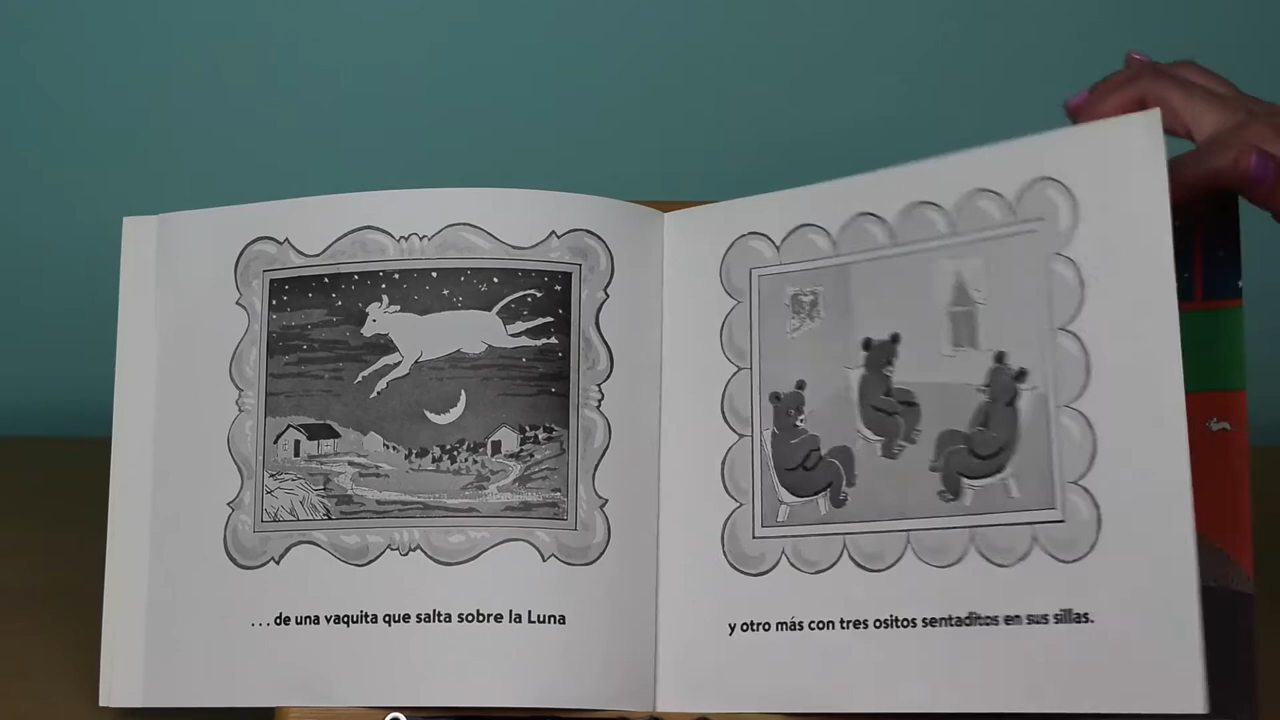 ...de una vaquita que salta sobre la Luna
y otro más con tres ositos sentaditos en sus sillas.